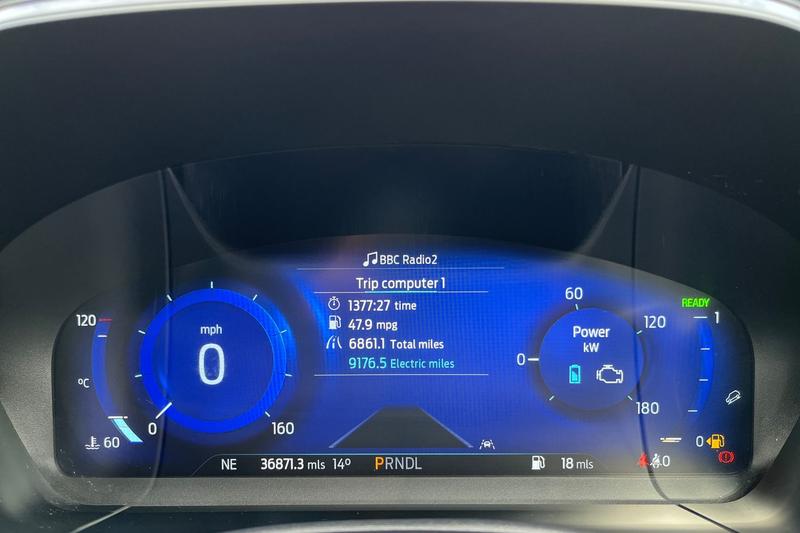 BBC Radio2
Trip computer 1
1377:27 time
47.9 mpg
6861.1 Total miles
9176.5 Electric miles
120
°C
60
mph
0
0
160
60
Power
kW
0
120
180
READY
1
0
NE
36871.3 mls
14°
PRNDL
18 mls
0